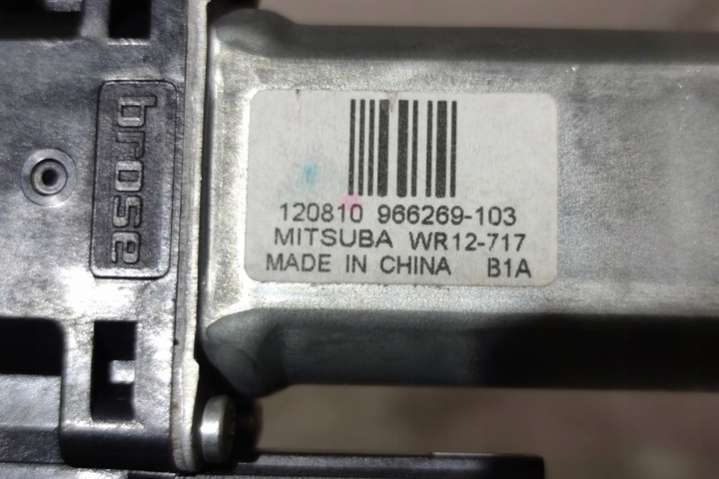 brose
120810 966269-103
MITSUBA WR12-717
MADE IN CHINA B1A